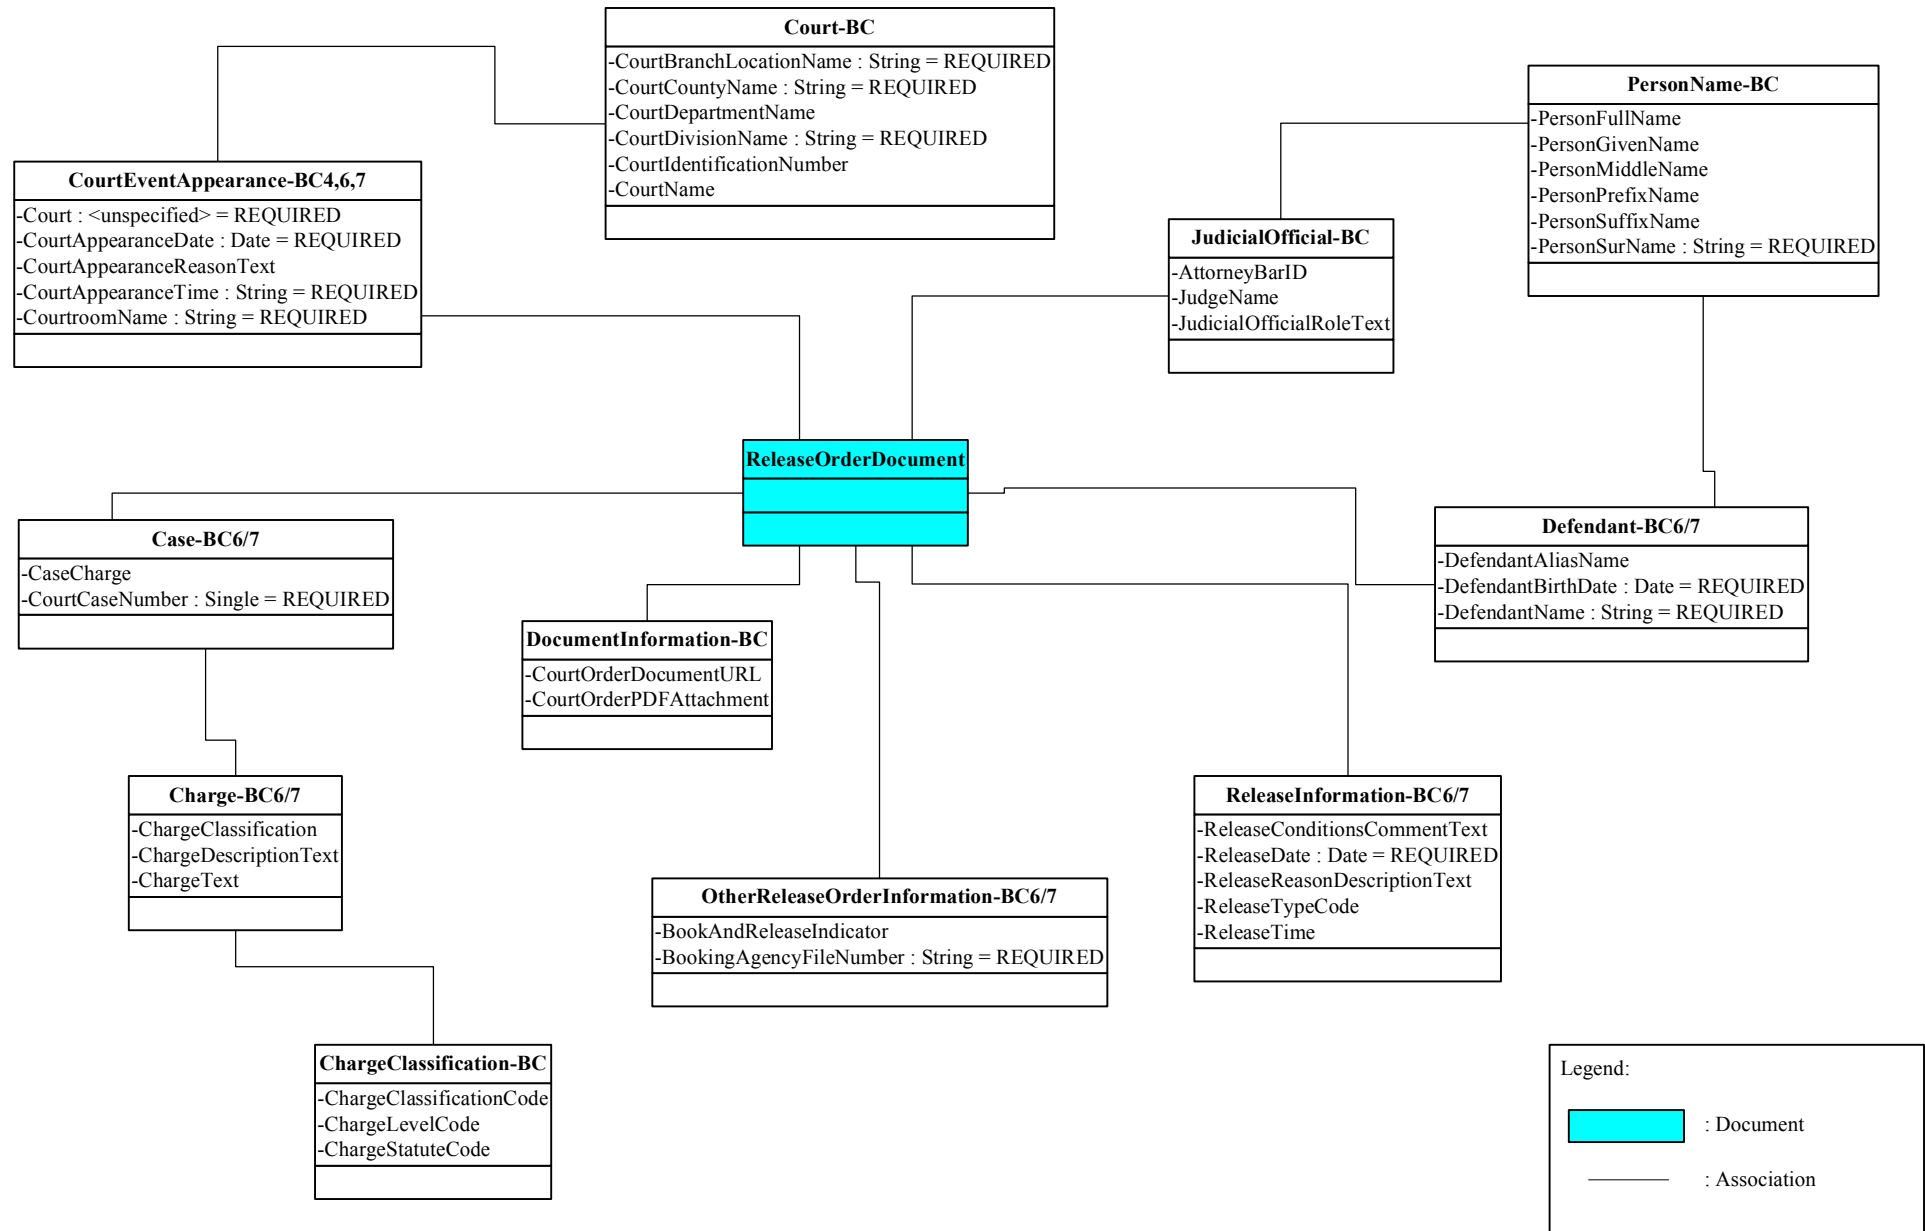 Court-BC
-CourtBranchLocationName : String = REQUIRED
-CourtCountyName : String = REQUIRED
-CourtDepartmentName
-CourtDivisionName : String = REQUIRED
-CourtIdentificationNumber
-CourtName
PersonName-BC
-PersonFullName
-PersonGivenName
-PersonMiddleName
-PersonPrefixName
-PersonSuffixName
-PersonSurName : String = REQUIRED
CourtEventAppearance-BC4,6,7
-Court : <unspecified> = REQUIRED
-CourtAppearanceDate : Date = REQUIRED
-CourtAppearanceReasonText
-CourtAppearanceTime : String = REQUIRED
-CourtroomName : String = REQUIRED
JudicialOfficial-BC
-AttorneyBarID
-JudgeName
-JudicialOfficialRoleText
ReleaseOrderDocument
Case-BC6/7
-CaseCharge
-CourtCaseNumber : Single = REQUIRED
Defendant-BC6/7
-DefendantAliasName
-DefendantBirthDate : Date = REQUIRED
-DefendantName : String = REQUIRED
DocumentInformation-BC
-CourtOrderDocumentURL
-CourtOrderPDFAttachment
Charge-BC6/7
-ChargeClassification
-ChargeDescriptionText
-ChargeText
ReleaseInformation-BC6/7
-ReleaseConditionsCommentText
-ReleaseDate : Date = REQUIRED
-ReleaseReasonDescriptionText
-ReleaseTypeCode
-ReleaseTime
OtherReleaseOrderInformation-BC6/7
-BookAndReleaseIndicator
-BookingAgencyFileNumber : String = REQUIRED
ChargeClassification-BC
-ChargeClassificationCode
-ChargeLevelCode
-ChargeStatuteCode
Legend:
: Document
: Association